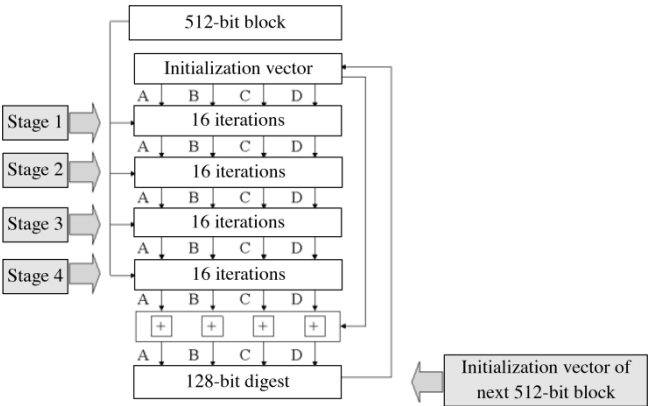 512-bit block
Initialization vector
A B C D
Stage 1
16 iterations
A B C D
Stage 2
16 iterations
A B C D
Stage 3
16 iterations
A B C D
Stage 4
16 iterations
A B C D
+ + + +
A B C D
128-bit digest
Initialization vector of
next 512-bit block